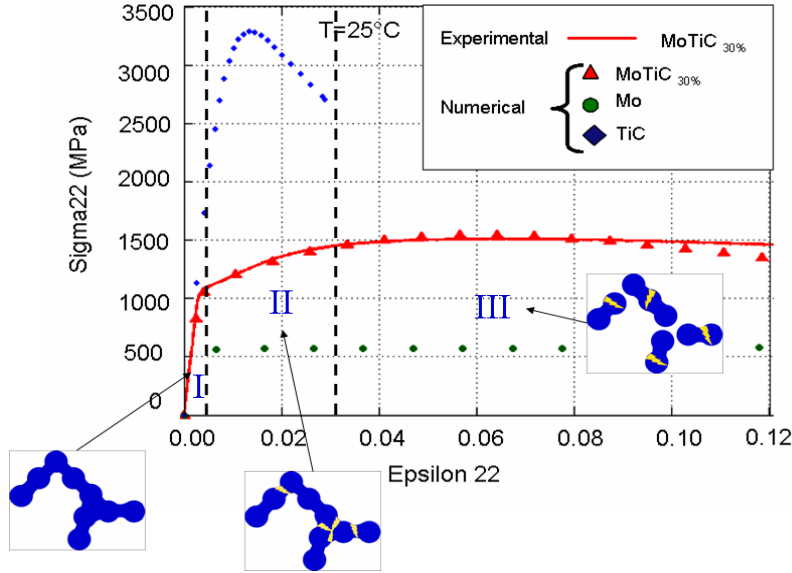 3500
3000
2500
2000
1500
1000
500
0
Sigma22 (MPa)
T=25°C
Experimental MoTiC 30%
Numerical
MoTiC 30%
Mo
TiC
I
II
III
0.00 0.02 0.04 0.06 0.08 0.10 0.12
Epsilon 22